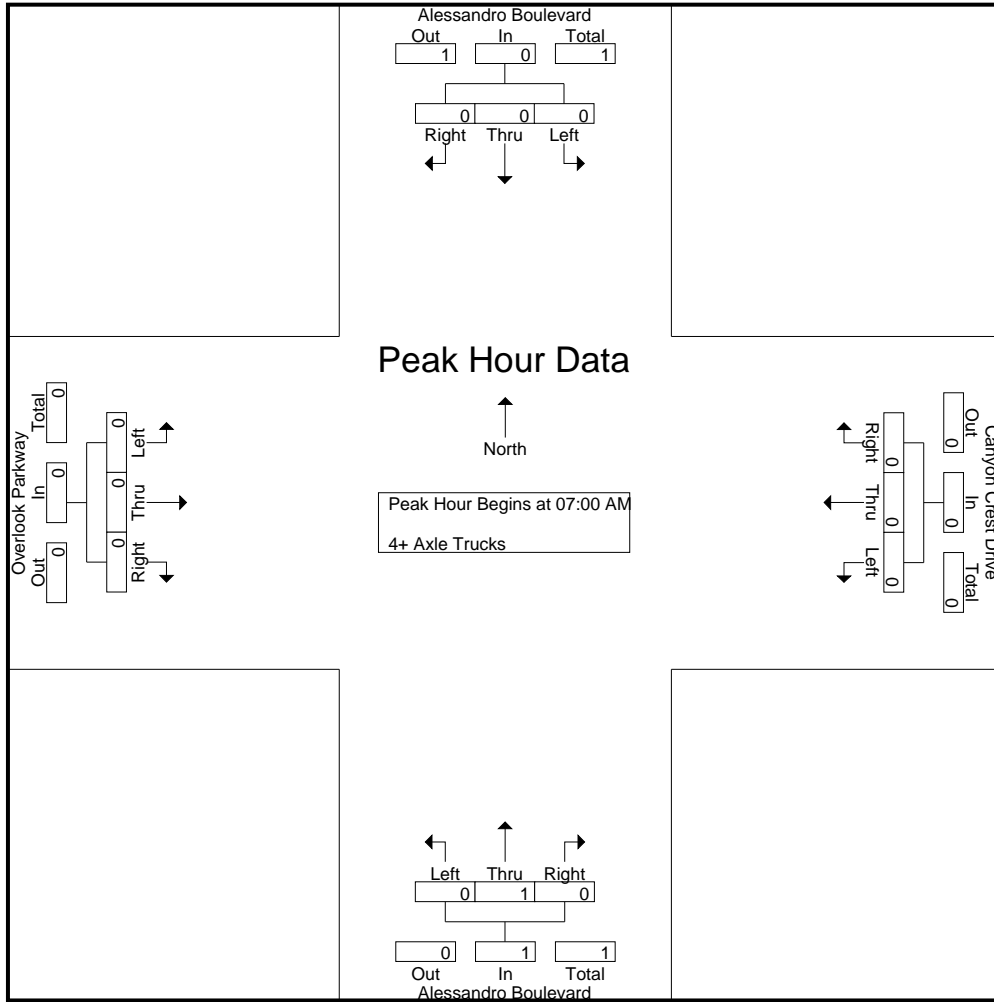 Alessandro Boulevard
Out In Total
1 0 1
0 0 0
Right Thru Left
Peak Hour Data
North
Peak Hour Begins at 07:00 AM
4+ Axle Trucks
Overlook Parkway
Out In Total
0 0 0
0 0 0
Left Thru Right
Canyon Crest Drive
Out In Total
0 0 0
0 0 0
Right Thru Left
Left Thru Right
0 1 0
0 1 1
Out In Total
Alessandro Boulevard